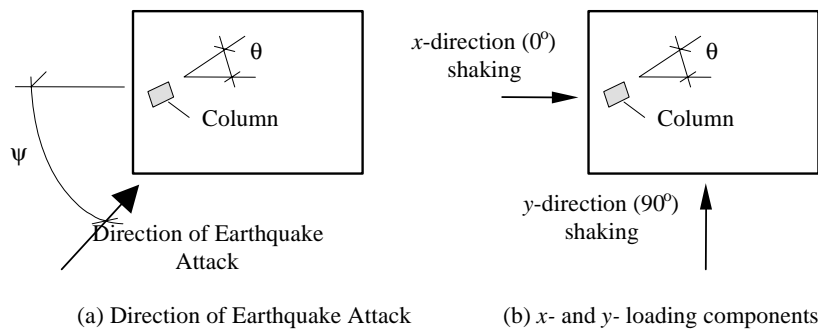 θ
Column
ψ
Direction of Earthquake
Attack
(a) Direction of Earthquake Attack
x-direction (0°)
shaking
θ
Column
y-direction (90°)
shaking
(b) x- and y- loading components